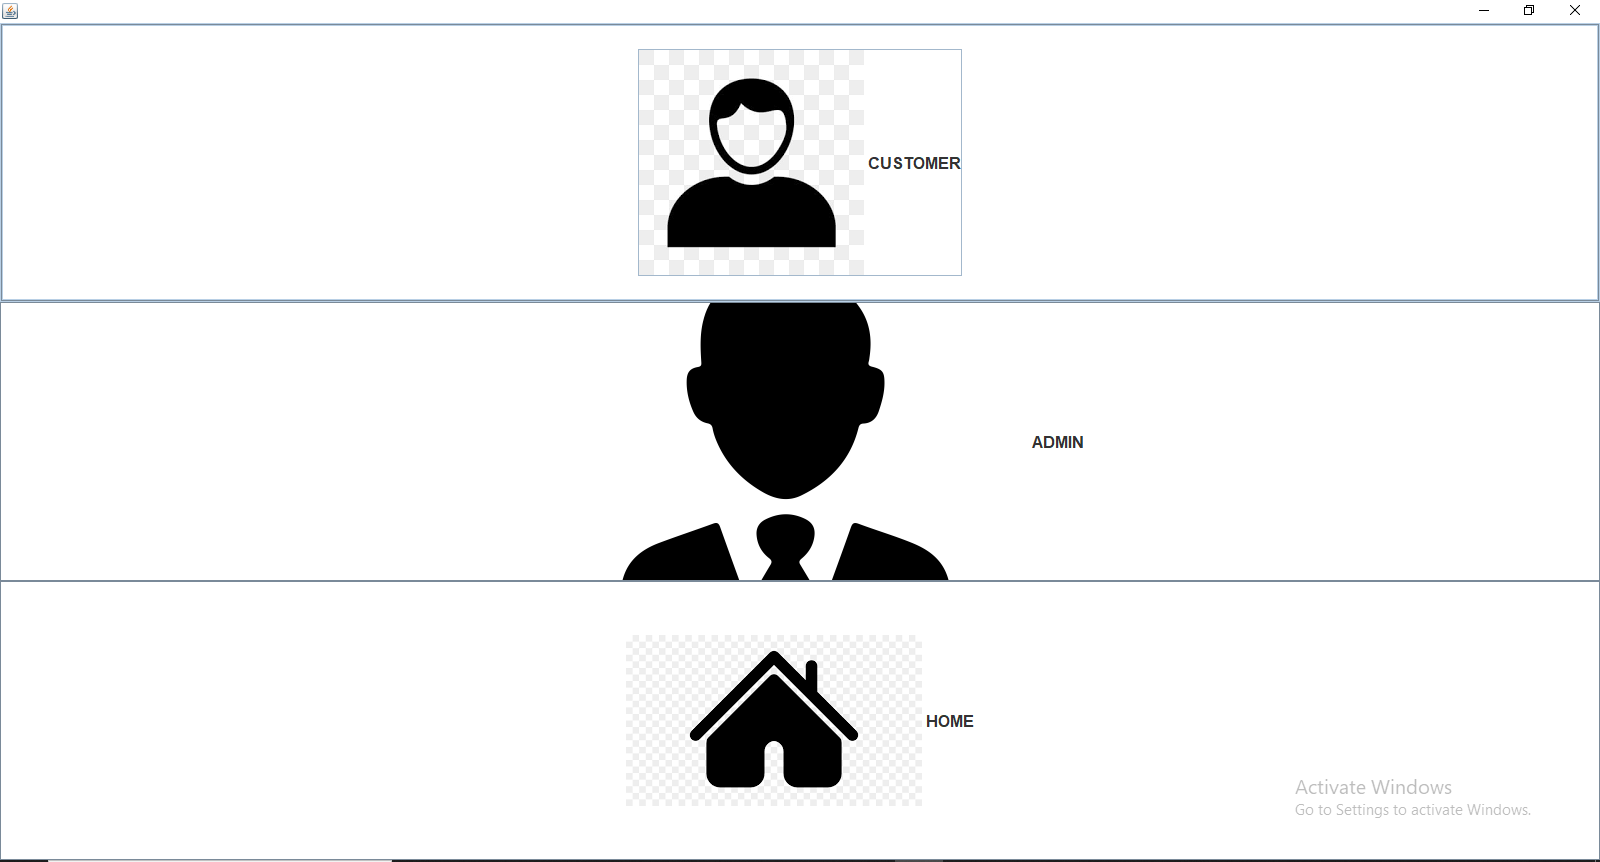 CUSTOMER
ADMIN
HOME
Activate Windows
Go to Settings to activate Windows.